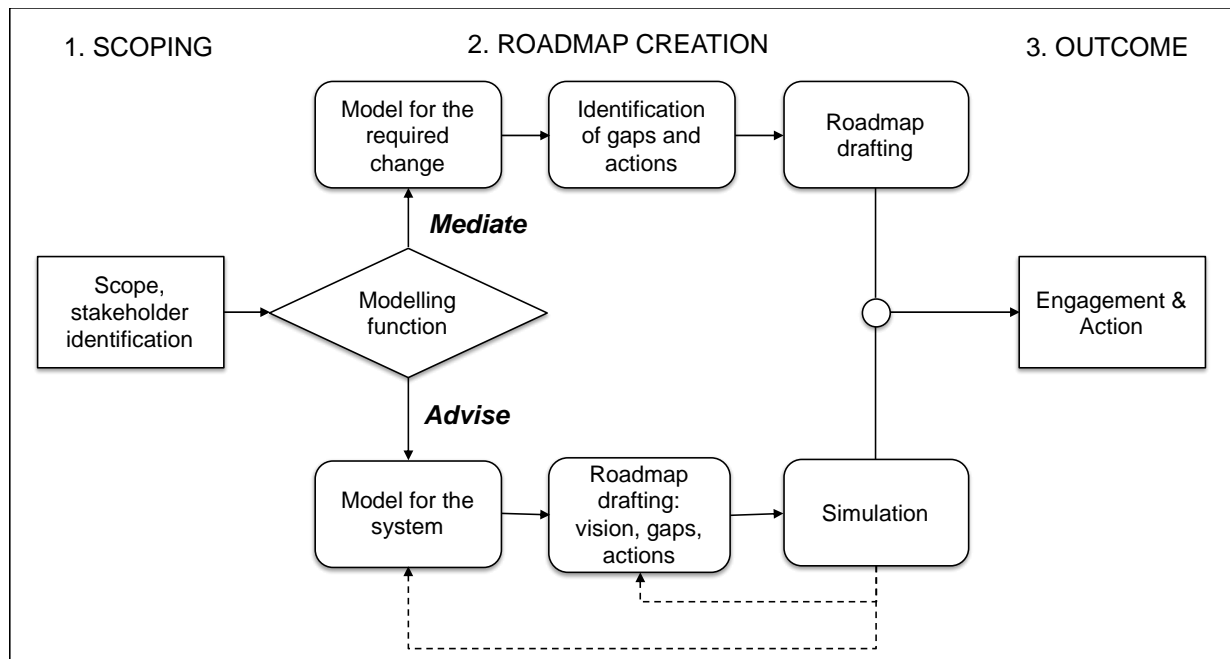 1. SCOPING
2. ROADMAP CREATION
3. OUTCOME
Model for the
required
change
Identification
of gaps and
actions
Roadmap
drafting
Mediate
Scope,
stakeholder
identification
Modelling
function
Engagement &
Action
Advise
Model for the
system
Roadmap
drafting:
vision, gaps,
actions
Simulation